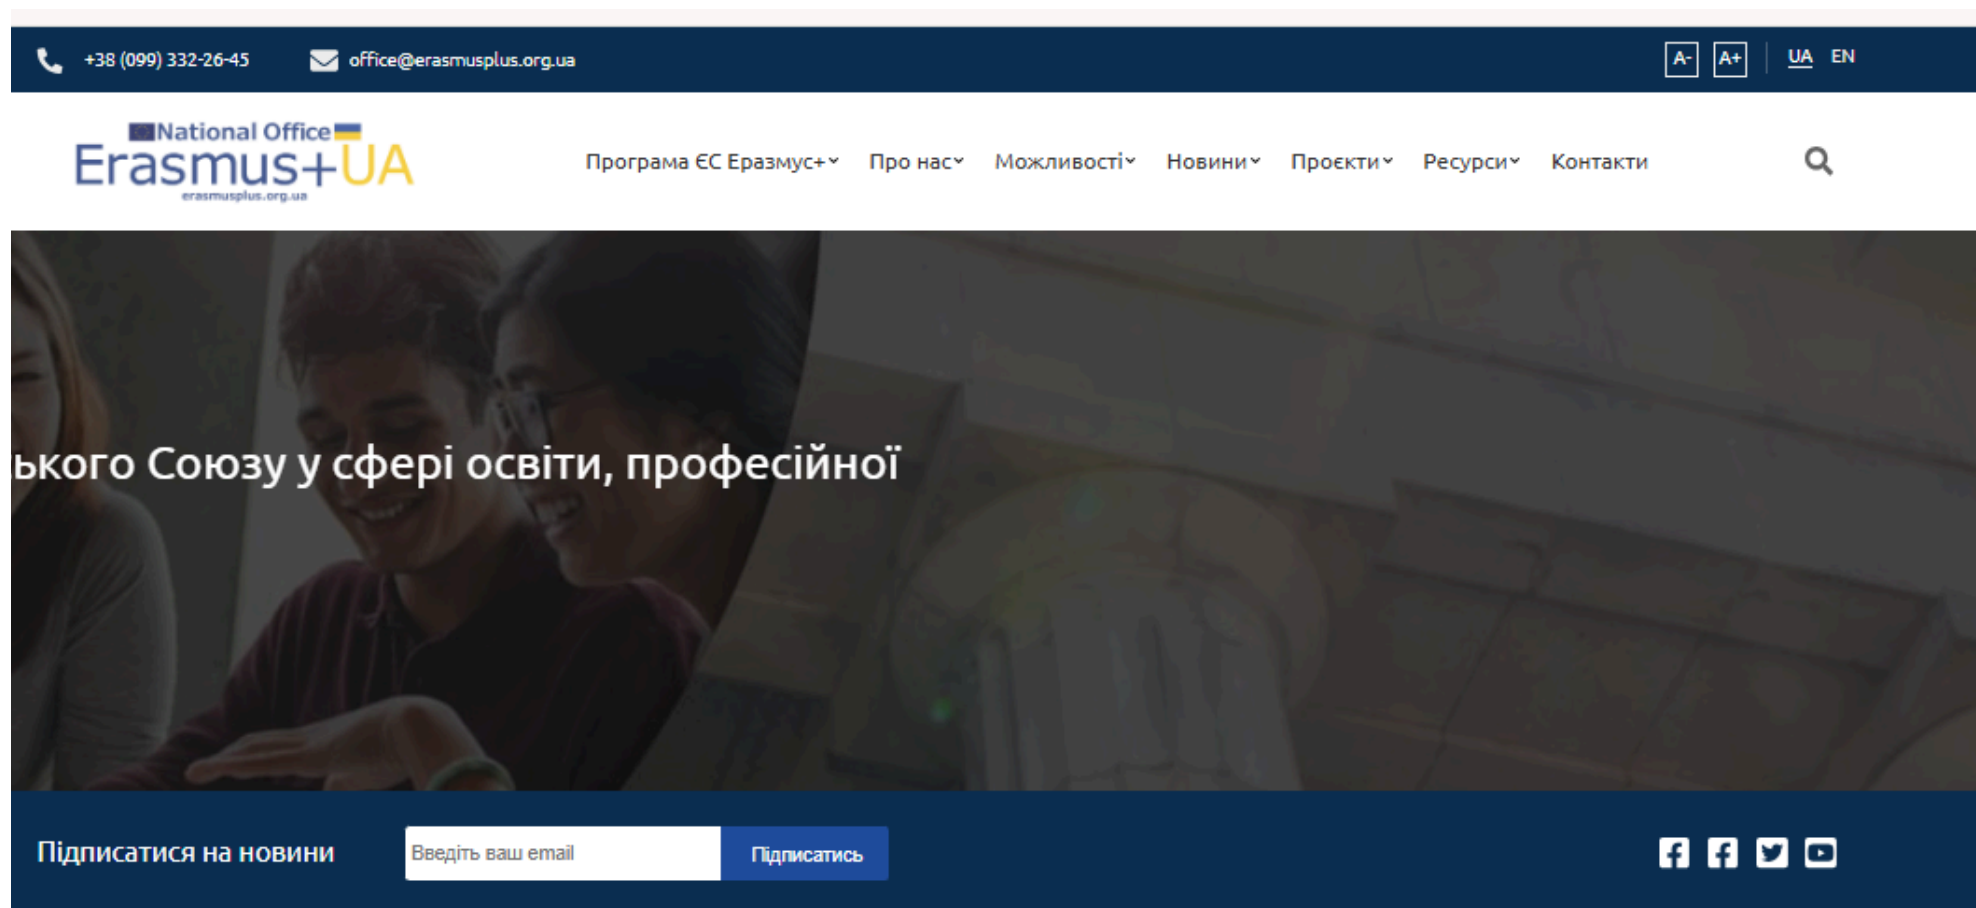 +38 (099) 332-26-45 office@erasmusplus.org.ua A- A+ UA EN
National Office
Erasmus+UA
erasmusplus.org.ua
Програма ЄС Еразмус+ Про нас Можливості Новини Проєкти Ресурси Контакти
ького Союзу у сфері освіти, професійної
Підписатися на новини Введіть ваш email Підписатись